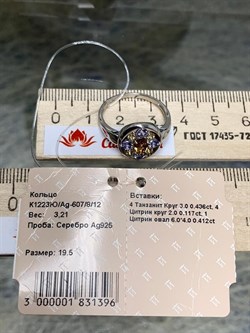 ГОСТ 17435-72
Кольцо
К1223Ю/Ag-607/8/12
Вес: 3,21
Проба: Серебро Ag925
Размер: 19.5
Вставки:
4 Танзанит Круг 3.0 0.436ct, 4
Цитрин круг 2.0 0,117ct, 1
Цитрин овал 6.0*4.0 0.412ct
3 000001 831396